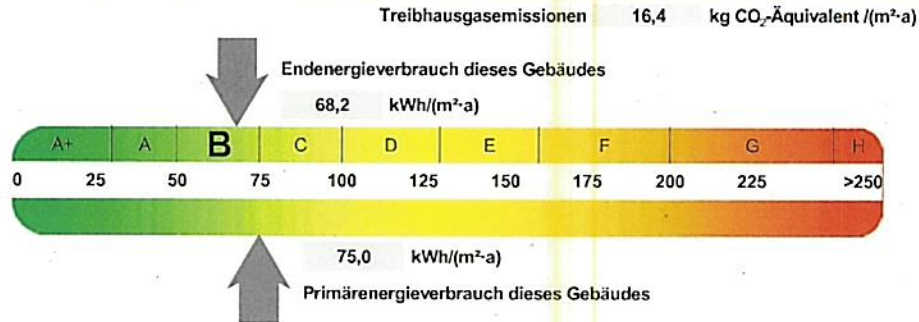 Treibhausgasemissionen 16,4 kg CO₂-Äquivalent /(m²·a)
Endenergieverbrauch dieses Gebäudes
68,2 kWh/(m²·a)
A+ A B C D E F G H
0 25 50 75 100 125 150 175 200 225 >250
75,0 kWh/(m²·a)
Primärenergieverbrauch dieses Gebäudes